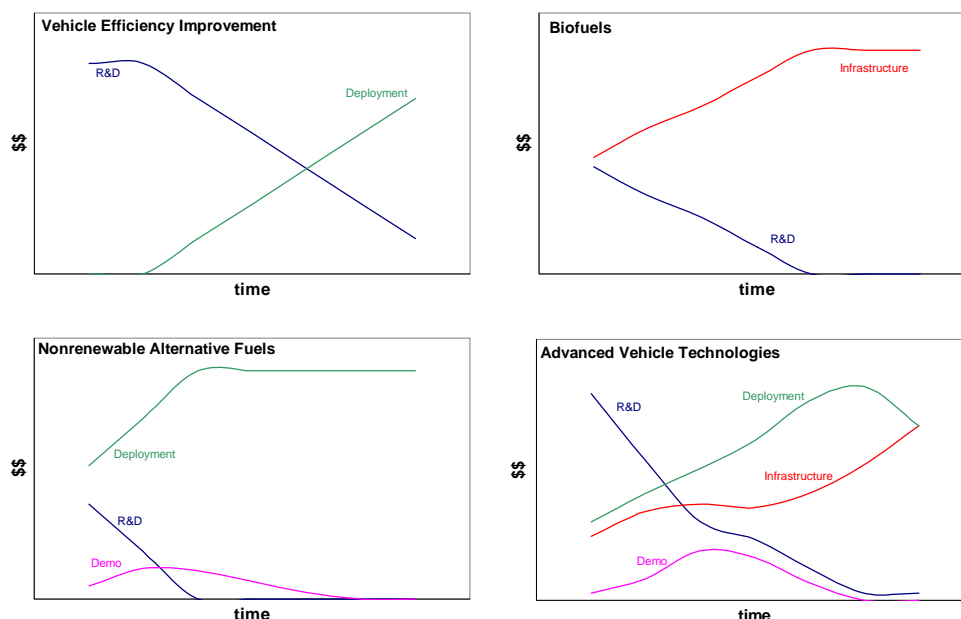 Vehicle Efficiency Improvement
R&D
Deployment
$$
time
Biofuels
Infrastructure
R&D
$$
time
Nonrenewable Alternative Fuels
Deployment
R&D
Demo
$$
time
Advanced Vehicle Technologies
Deployment
R&D
Infrastructure
Demo
$$
time